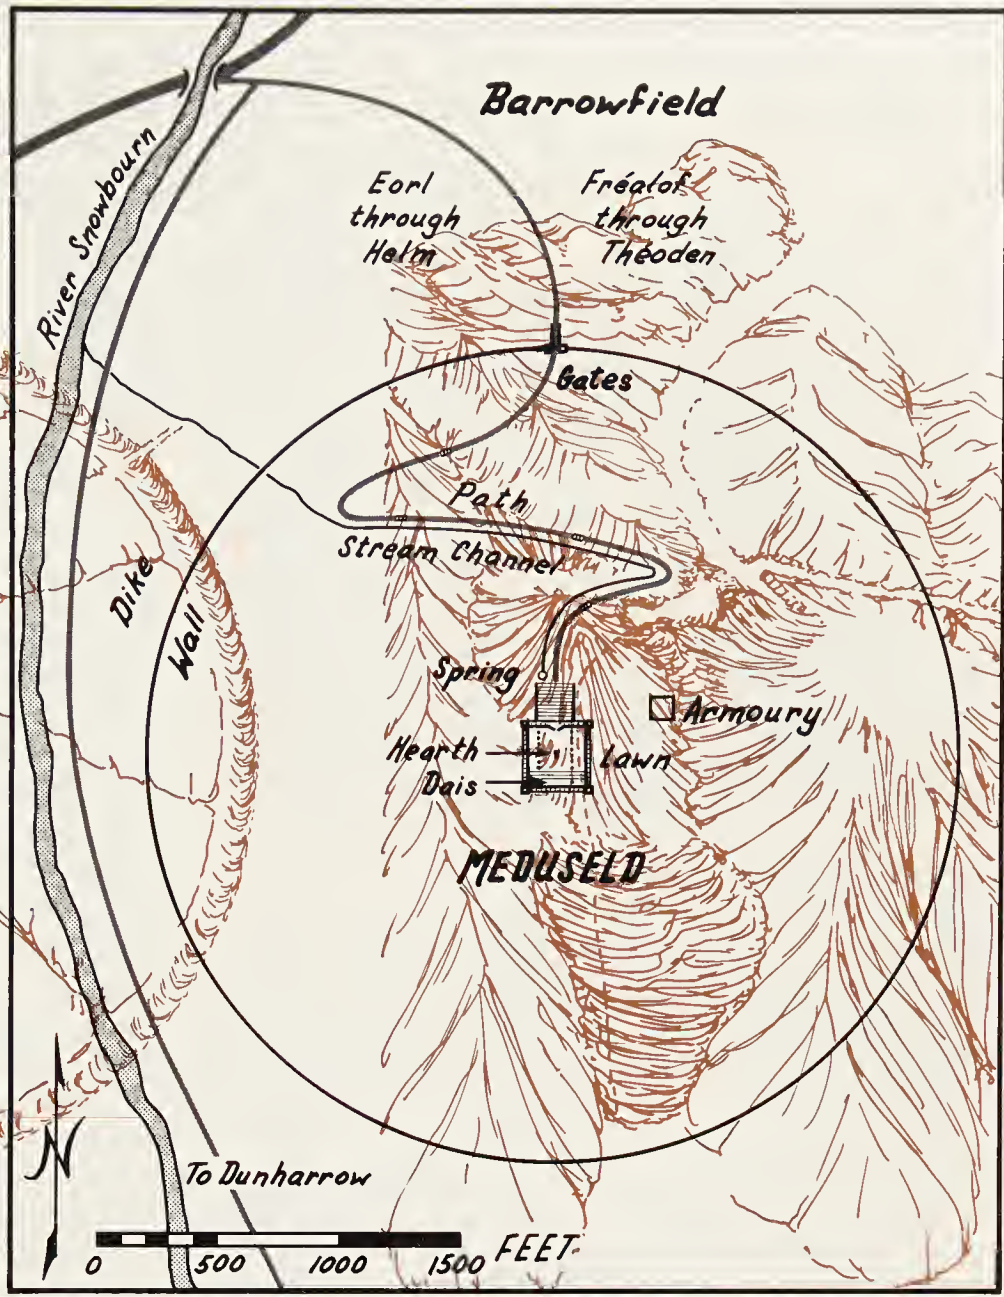 Barrowfield
Eorl
through
Helm
Fréalof
through
Théoden
River Snowbourn
Gates
Path
Stream Channel
Dike
Wall
Spring
Armoury
Hearth
Lawn
Dais
MEDUSELD
N
To Dunharrow
0 500 1000 1500 FEET